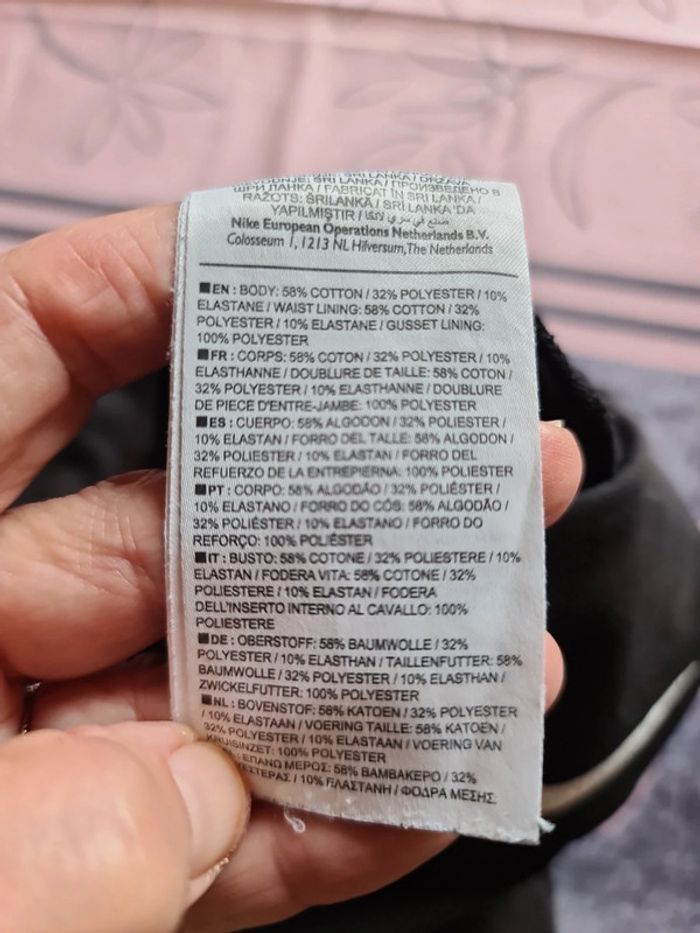 SRI LANKA / ПРОИЗВЕДЕНО В
ШРИ ЛАНКА / FABRICAT ÎN SRI LANKA /
RAŽOTS: ŠRILANKA / SRI LANKA'DA
YAPILMIŞTIR / صنع في سري لانكا
Nike European Operations Netherlands B.V.
Colosseum 1, 1213 NL Hilversum, The Netherlands
■EN : BODY: 58% COTTON / 32% POLYESTER / 10%
ELASTANE / WAIST LINING: 58% COTTON / 32%
POLYESTER / 10% ELASTANE / GUSSET LINING:
100% POLYESTER
■FR : CORPS: 58% COTON / 32% POLYESTER / 10%
ELASTHANNE / DOUBLURE DE TAILLE: 58% COTON /
32% POLYESTER / 10% ELASTHANNE / DOUBLURE
DE PIECE D'ENTRE-JAMBE: 100% POLYESTER
■ES : CUERPO: 58% ALGODON / 32% POLIESTER /
10% ELASTAN / FORRO DEL TALLE: 58% ALGODON /
32% POLIESTER / 10% ELASTAN / FORRO DEL
REFUERZO DE LA ENTREPIERNA: 100% POLIESTER
■PT : CORPO: 58% ALGODÃO / 32% POLIÉSTER /
10% ELASTANO / FORRO DO CÓS: 58% ALGODÃO /
32% POLIÉSTER / 10% ELASTANO / FORRO DO
REFORÇO: 100% POLIÉSTER
■IT : BUSTO: 58% COTONE / 32% POLIESTERE / 10%
ELASTAN / FODERA VITA: 58% COTONE / 32%
POLIESTERE / 10% ELASTAN / FODERA
DELL'INSERTO INTERNO AL CAVALLO: 100%
POLIESTERE
■DE : OBERSTOFF: 58% BAUMWOLLE / 32%
POLYESTER / 10% ELASTHAN / TAILLENFUTTER: 58%
BAUMWOLLE / 32% POLYESTER / 10% ELASTHAN /
ZWICKELFUTTER: 100% POLYESTER
■NL : BOVENSTOF: 58% KATOEN / 32% POLYESTER
/ 10% ELASTAAN / VOERING TAILLE: 58% KATOEN /
32% POLYESTER / 10% ELASTAAN / VOERING VAN
KRUISINZET: 100% POLYESTER
ΕΠΑΝΩ ΜΕΡΟΣ: 58% ΒΑΜΒΑΚΕΡΟ / 32%
/ 10% ΕΛΑΣΤΑΝΗ / ΦΟΔΡΑ ΜΕΣΗΣ: